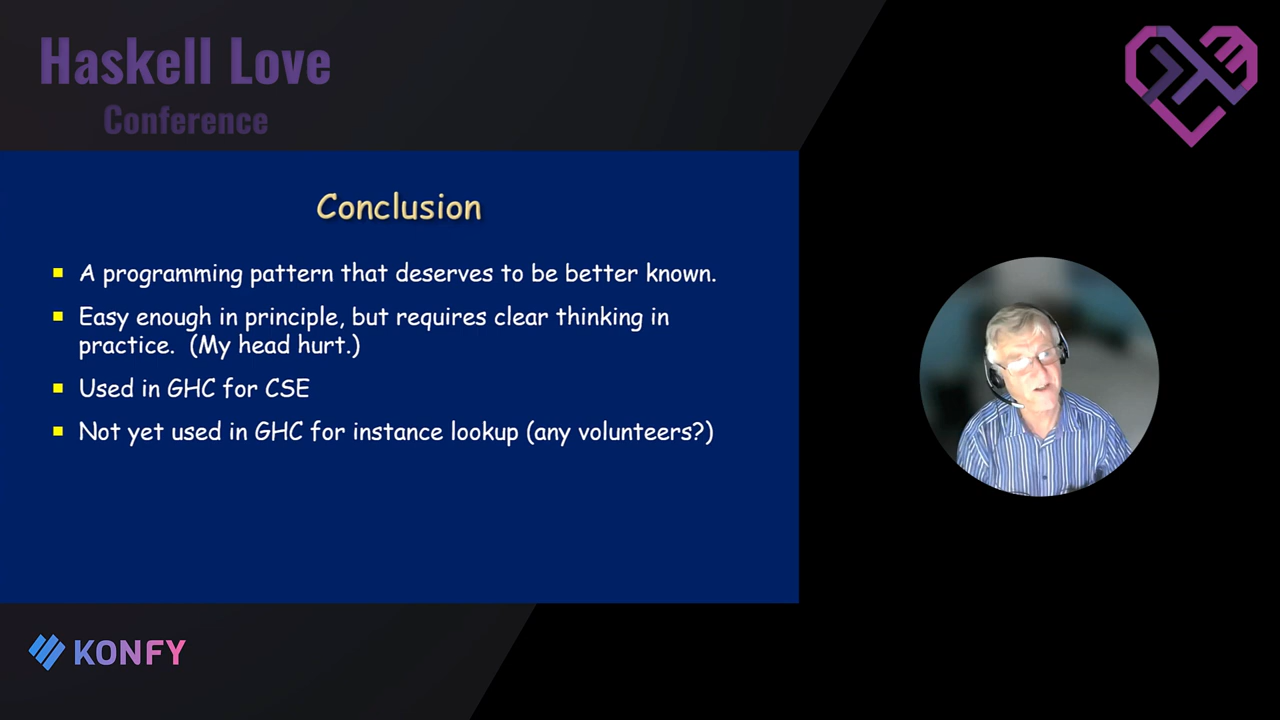 Haskell Love
Conference
Conclusion
A programming pattern that deserves to be better known.
Easy enough in principle, but requires clear thinking in
practice. (My head hurt.)
Used in GHC for CSE
Not yet used in GHC for instance lookup (any volunteers?)
KONFY